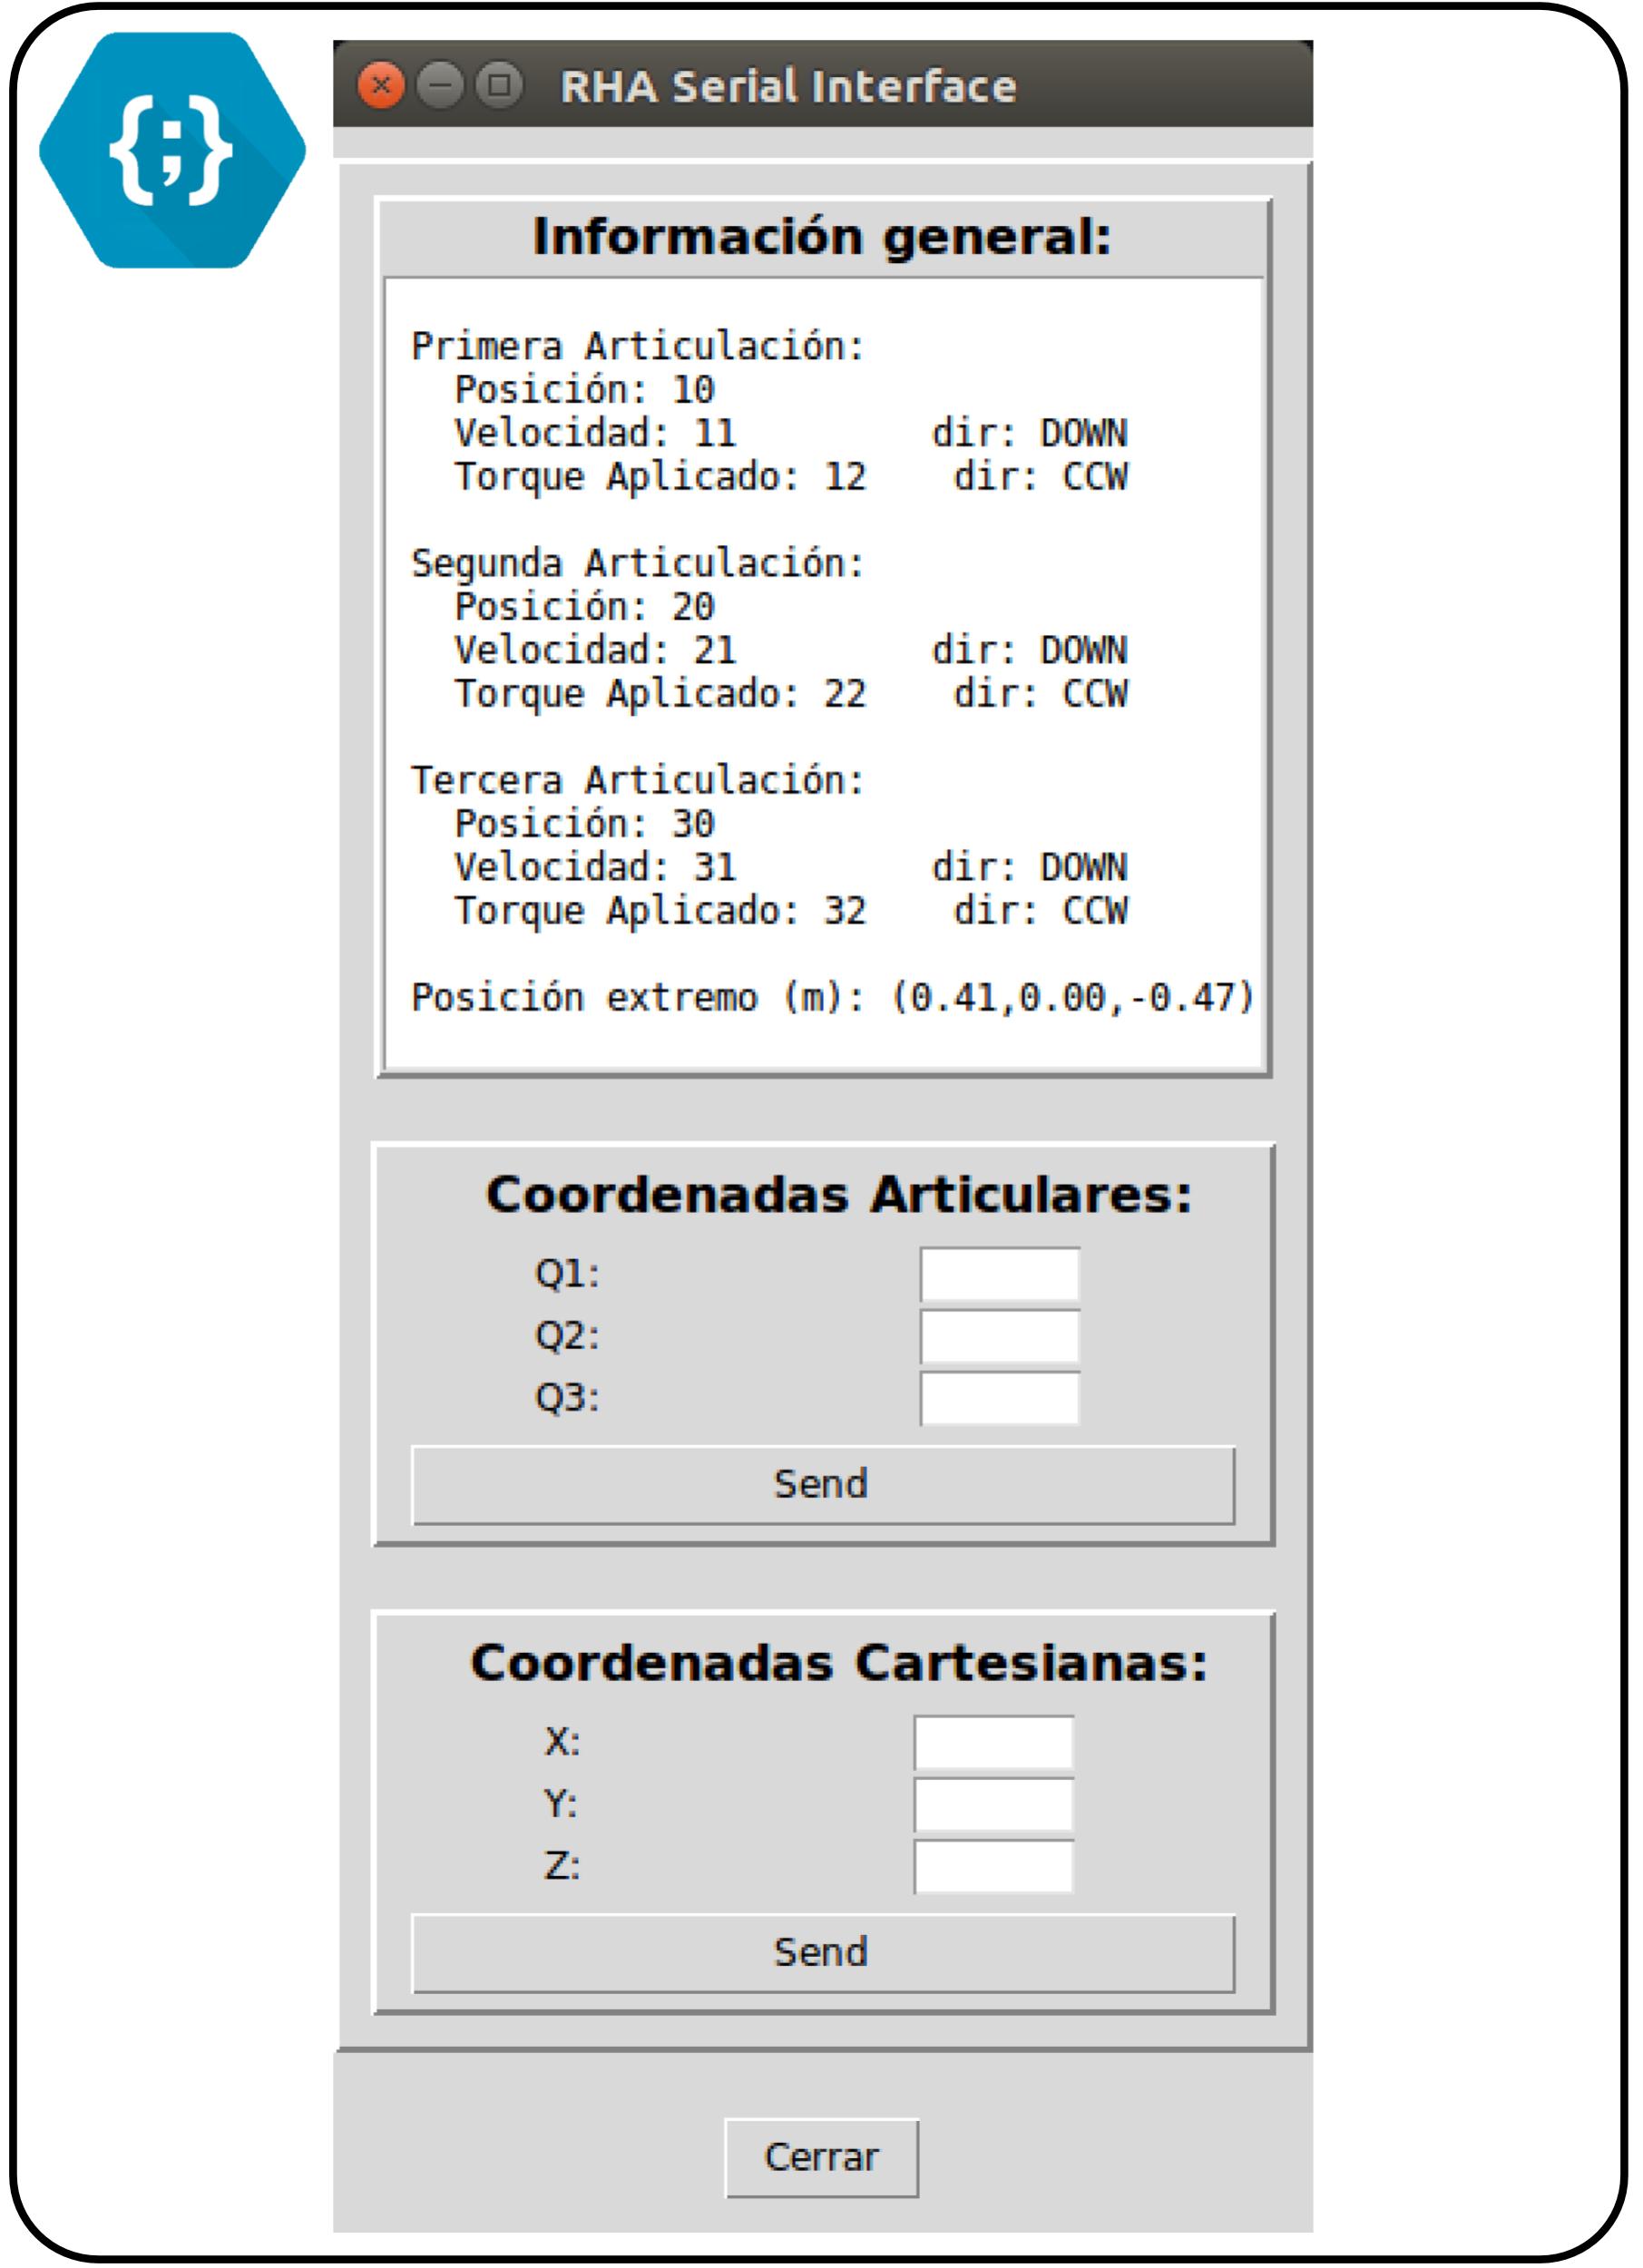 {;}
RHA Serial Interface
Información general:
Primera Articulación:
Posición: 10
Velocidad: 11 dir: DOWN
Torque Aplicado: 12 dir: CCW
Segunda Articulación:
Posición: 20
Velocidad: 21 dir: DOWN
Torque Aplicado: 22 dir: CCW
Tercera Articulación:
Posición: 30
Velocidad: 31 dir: DOWN
Torque Aplicado: 32 dir: CCW
Posición extremo (m): (0.41,0.00,-0.47)
Coordenadas Articulares:
Q1:
Q2:
Q3:
Send
Coordenadas Cartesianas:
X:
Y:
Z:
Send
Cerrar